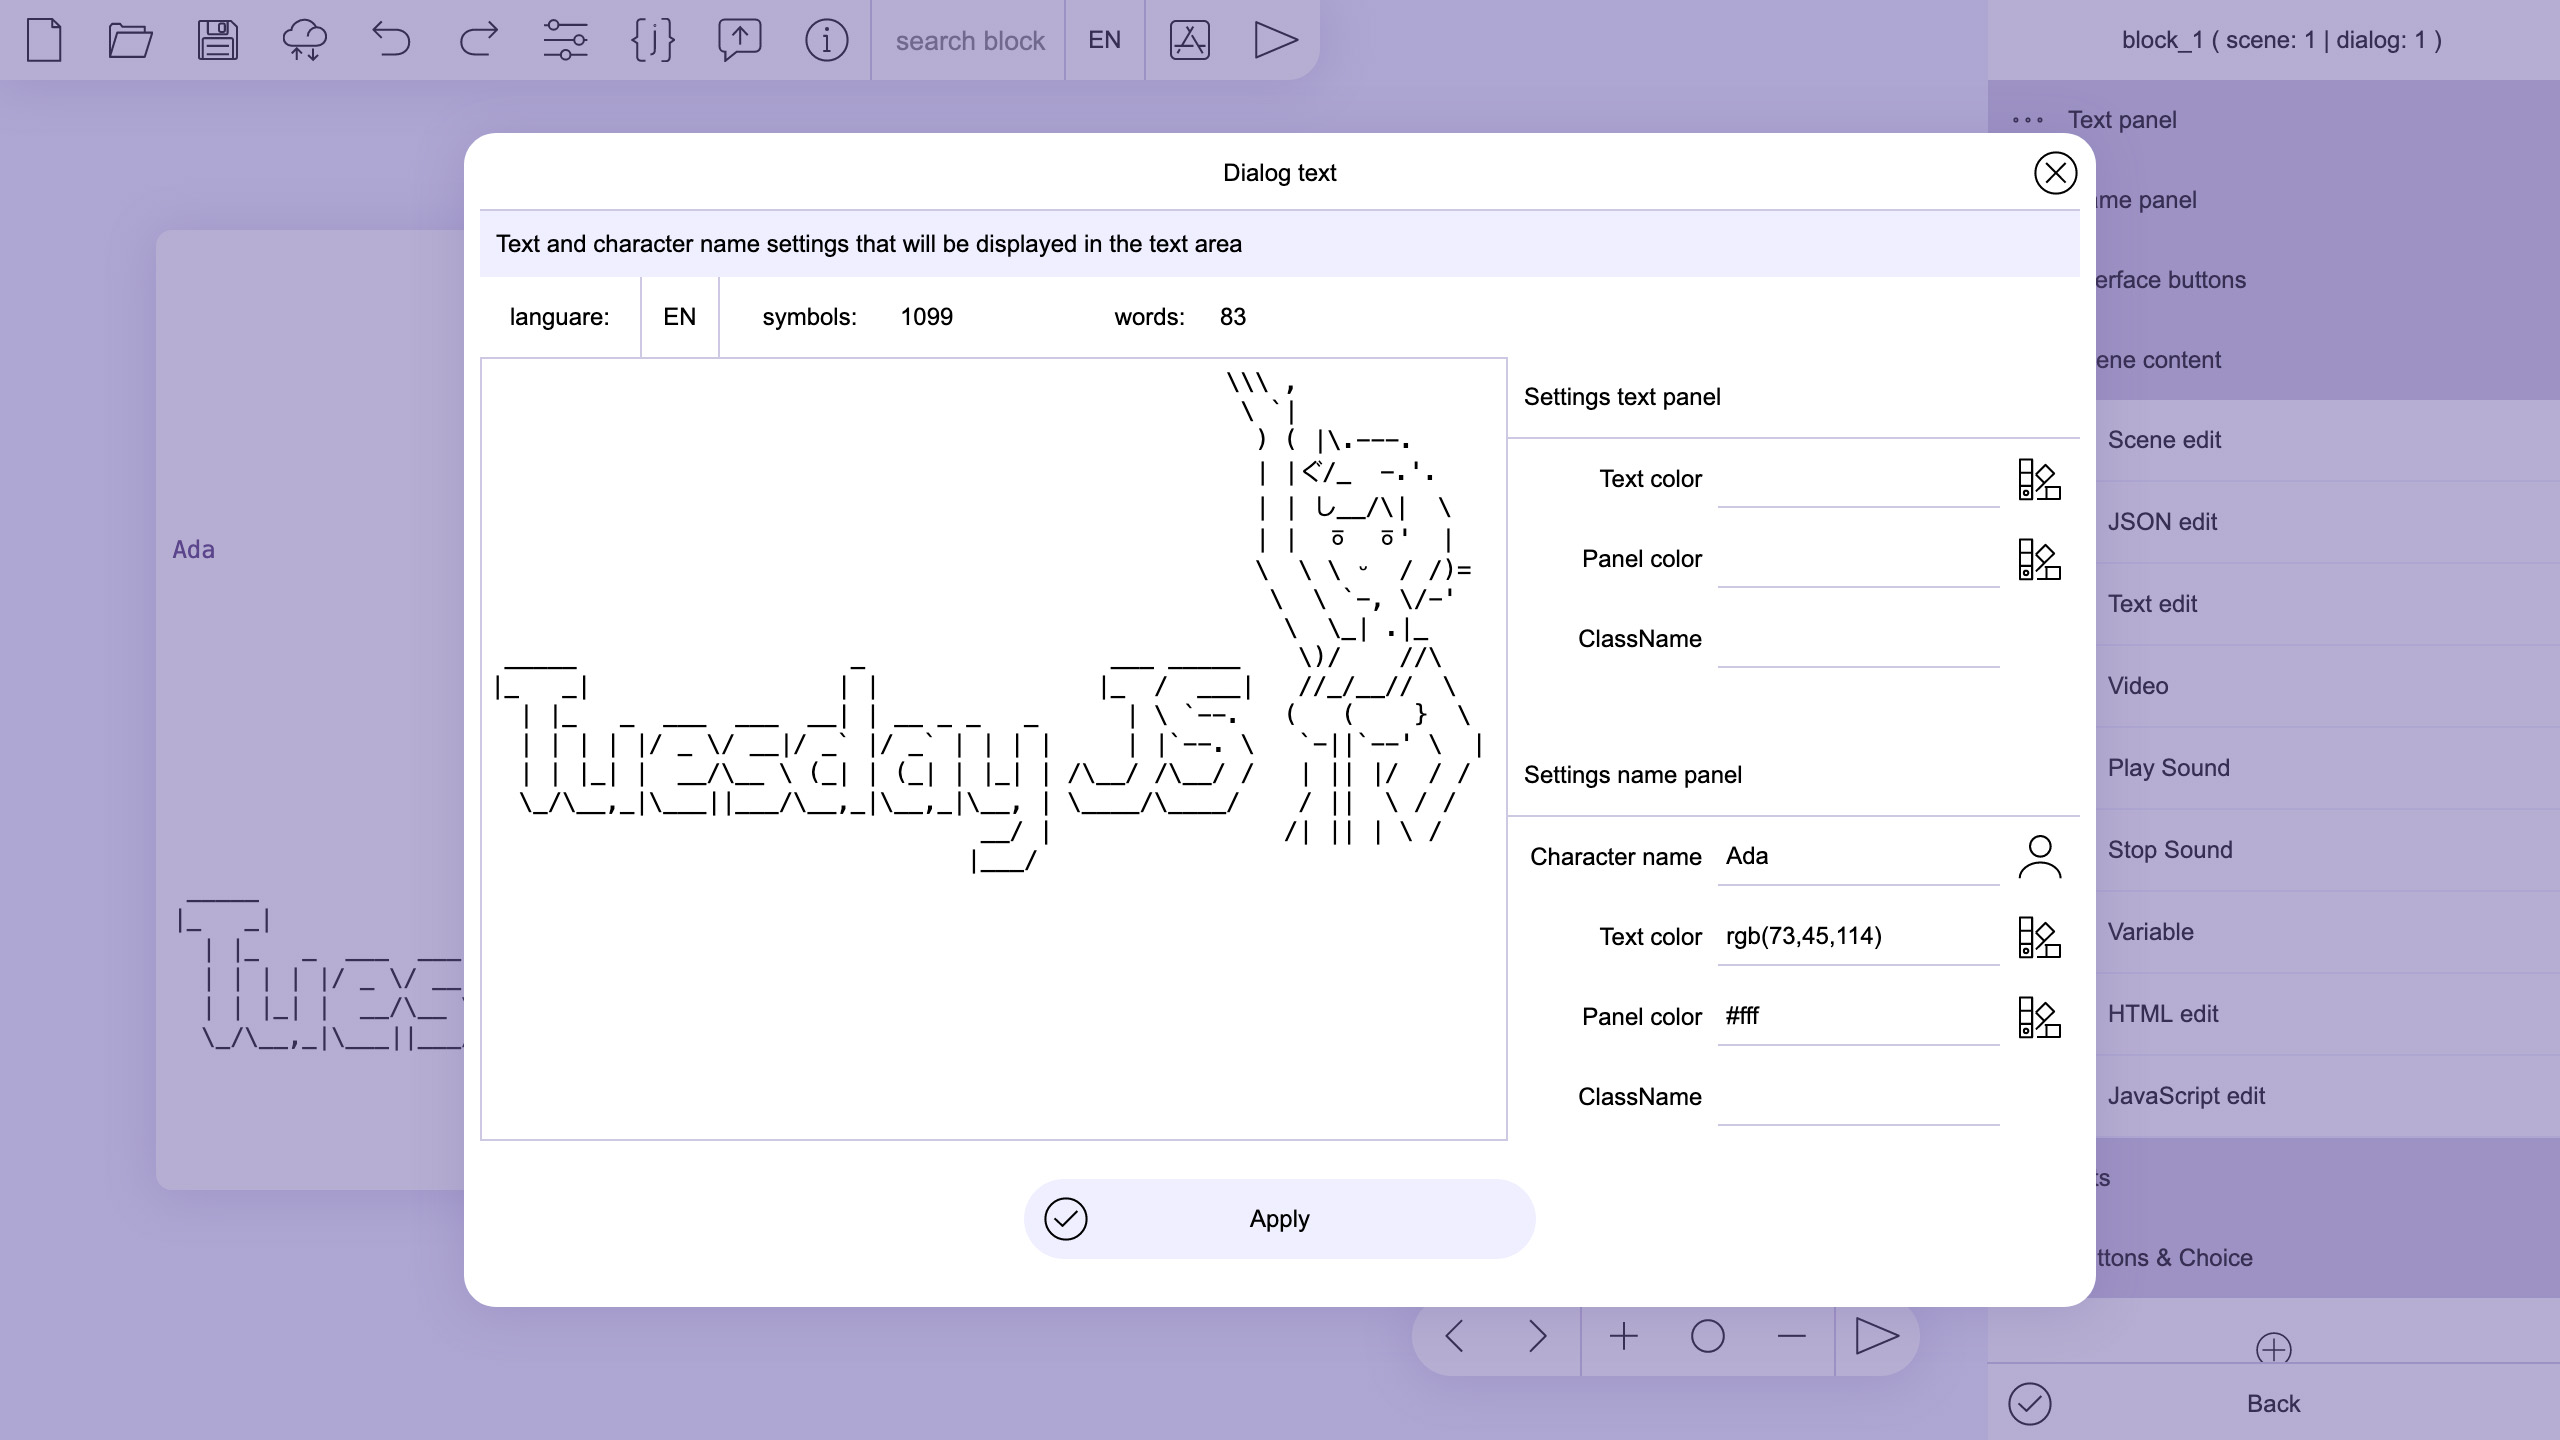 search block
EN
block_1 ( scene: 1 | dialog: 1 )
Text panel
me panel
erface buttons
ene content
Scene edit
JSON edit
Text edit
Video
Play Sound
Stop Sound
Variable
HTML edit
JavaScript edit
ts
ttons & Choice
Back
Ada
Dialog text
Text and character name settings that will be displayed in the text area
languare:
EN
symbols: 1099
words: 83
Tuesday JS
Settings text panel
Text color
Panel color
ClassName
Settings name panel
Character name Ada
Text color rgb(73,45,114)
Panel color #fff
ClassName
Apply
Tues